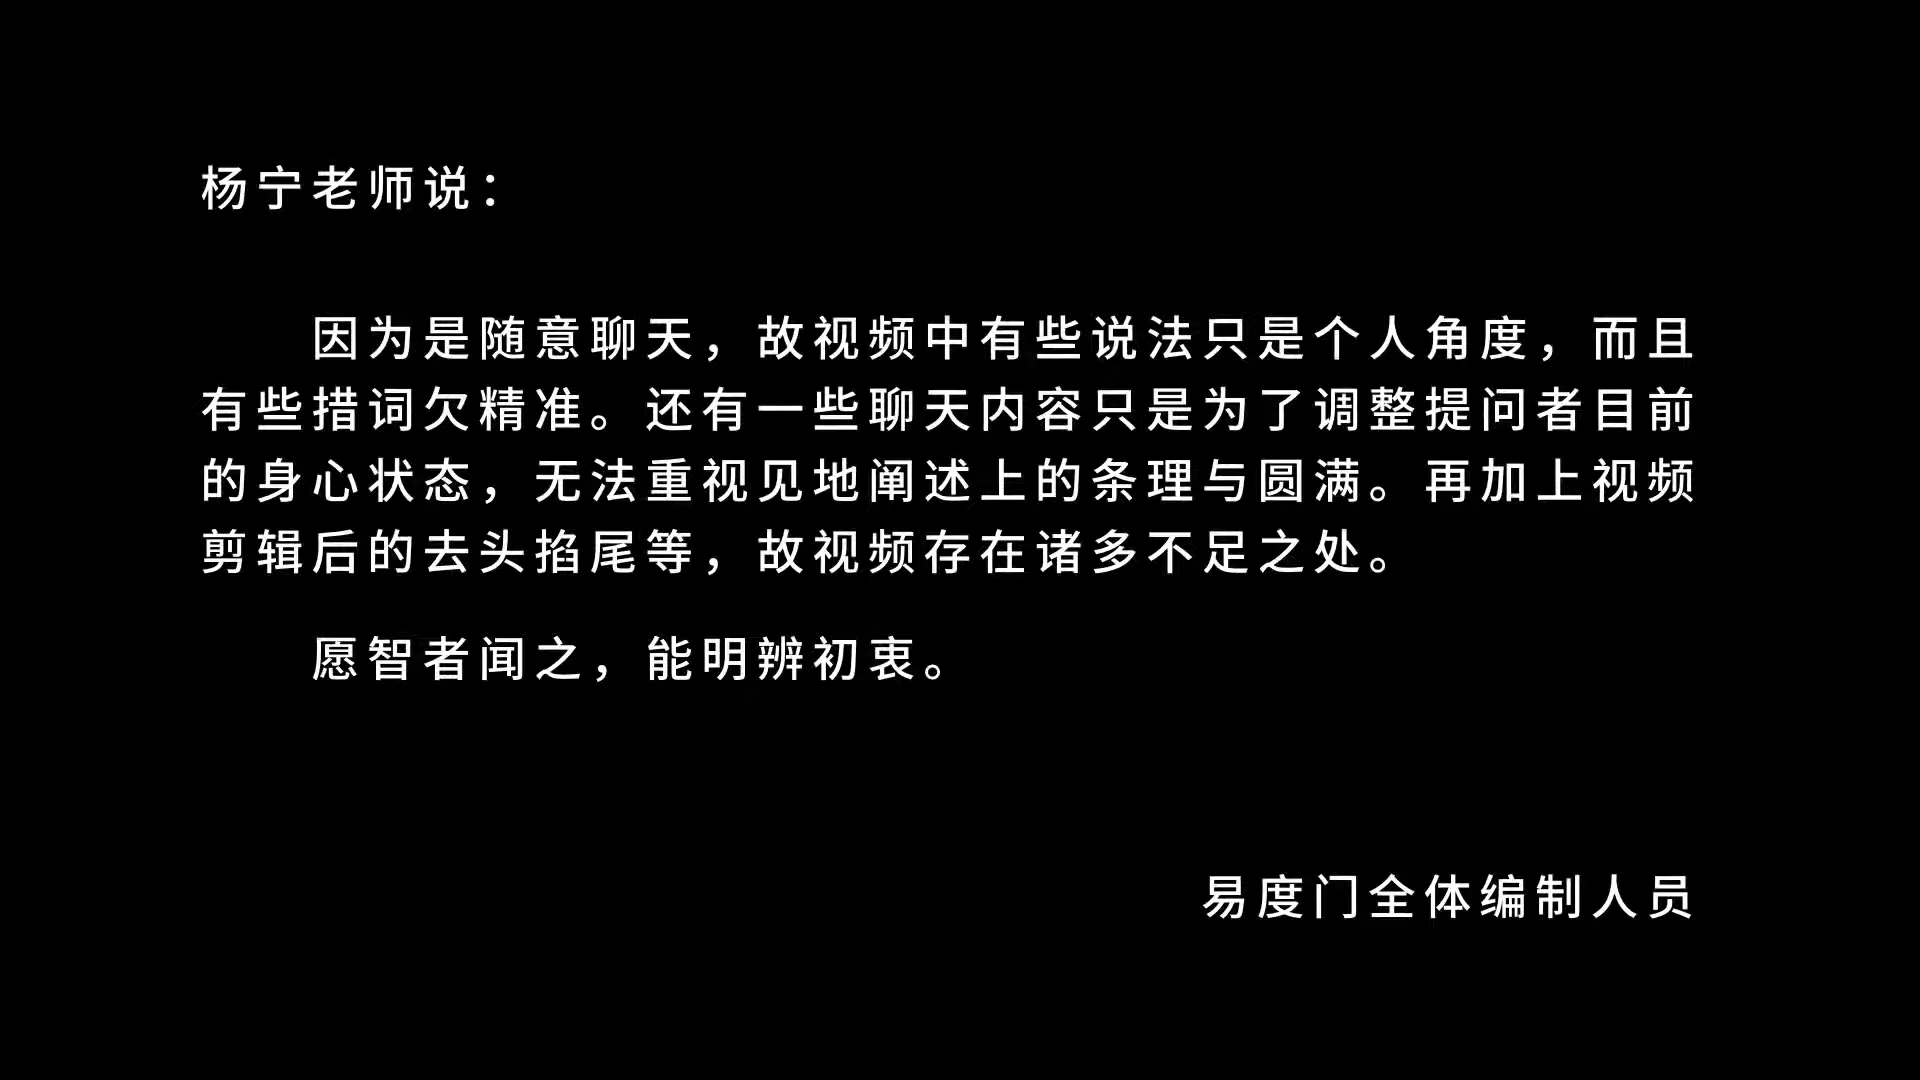 杨宁老师说：
因为是随意聊天，故视频中有些说法只是个人角度，而且
有些措词欠精准。还有一些聊天内容只是为了调整提问者目前
的身心状态，无法重视见地阐述上的条理与圆满。再加上视频
剪辑后的去头掐尾等，故视频存在诸多不足之处。
愿智者闻之，能明辨初衷。
易度门全体编制人员